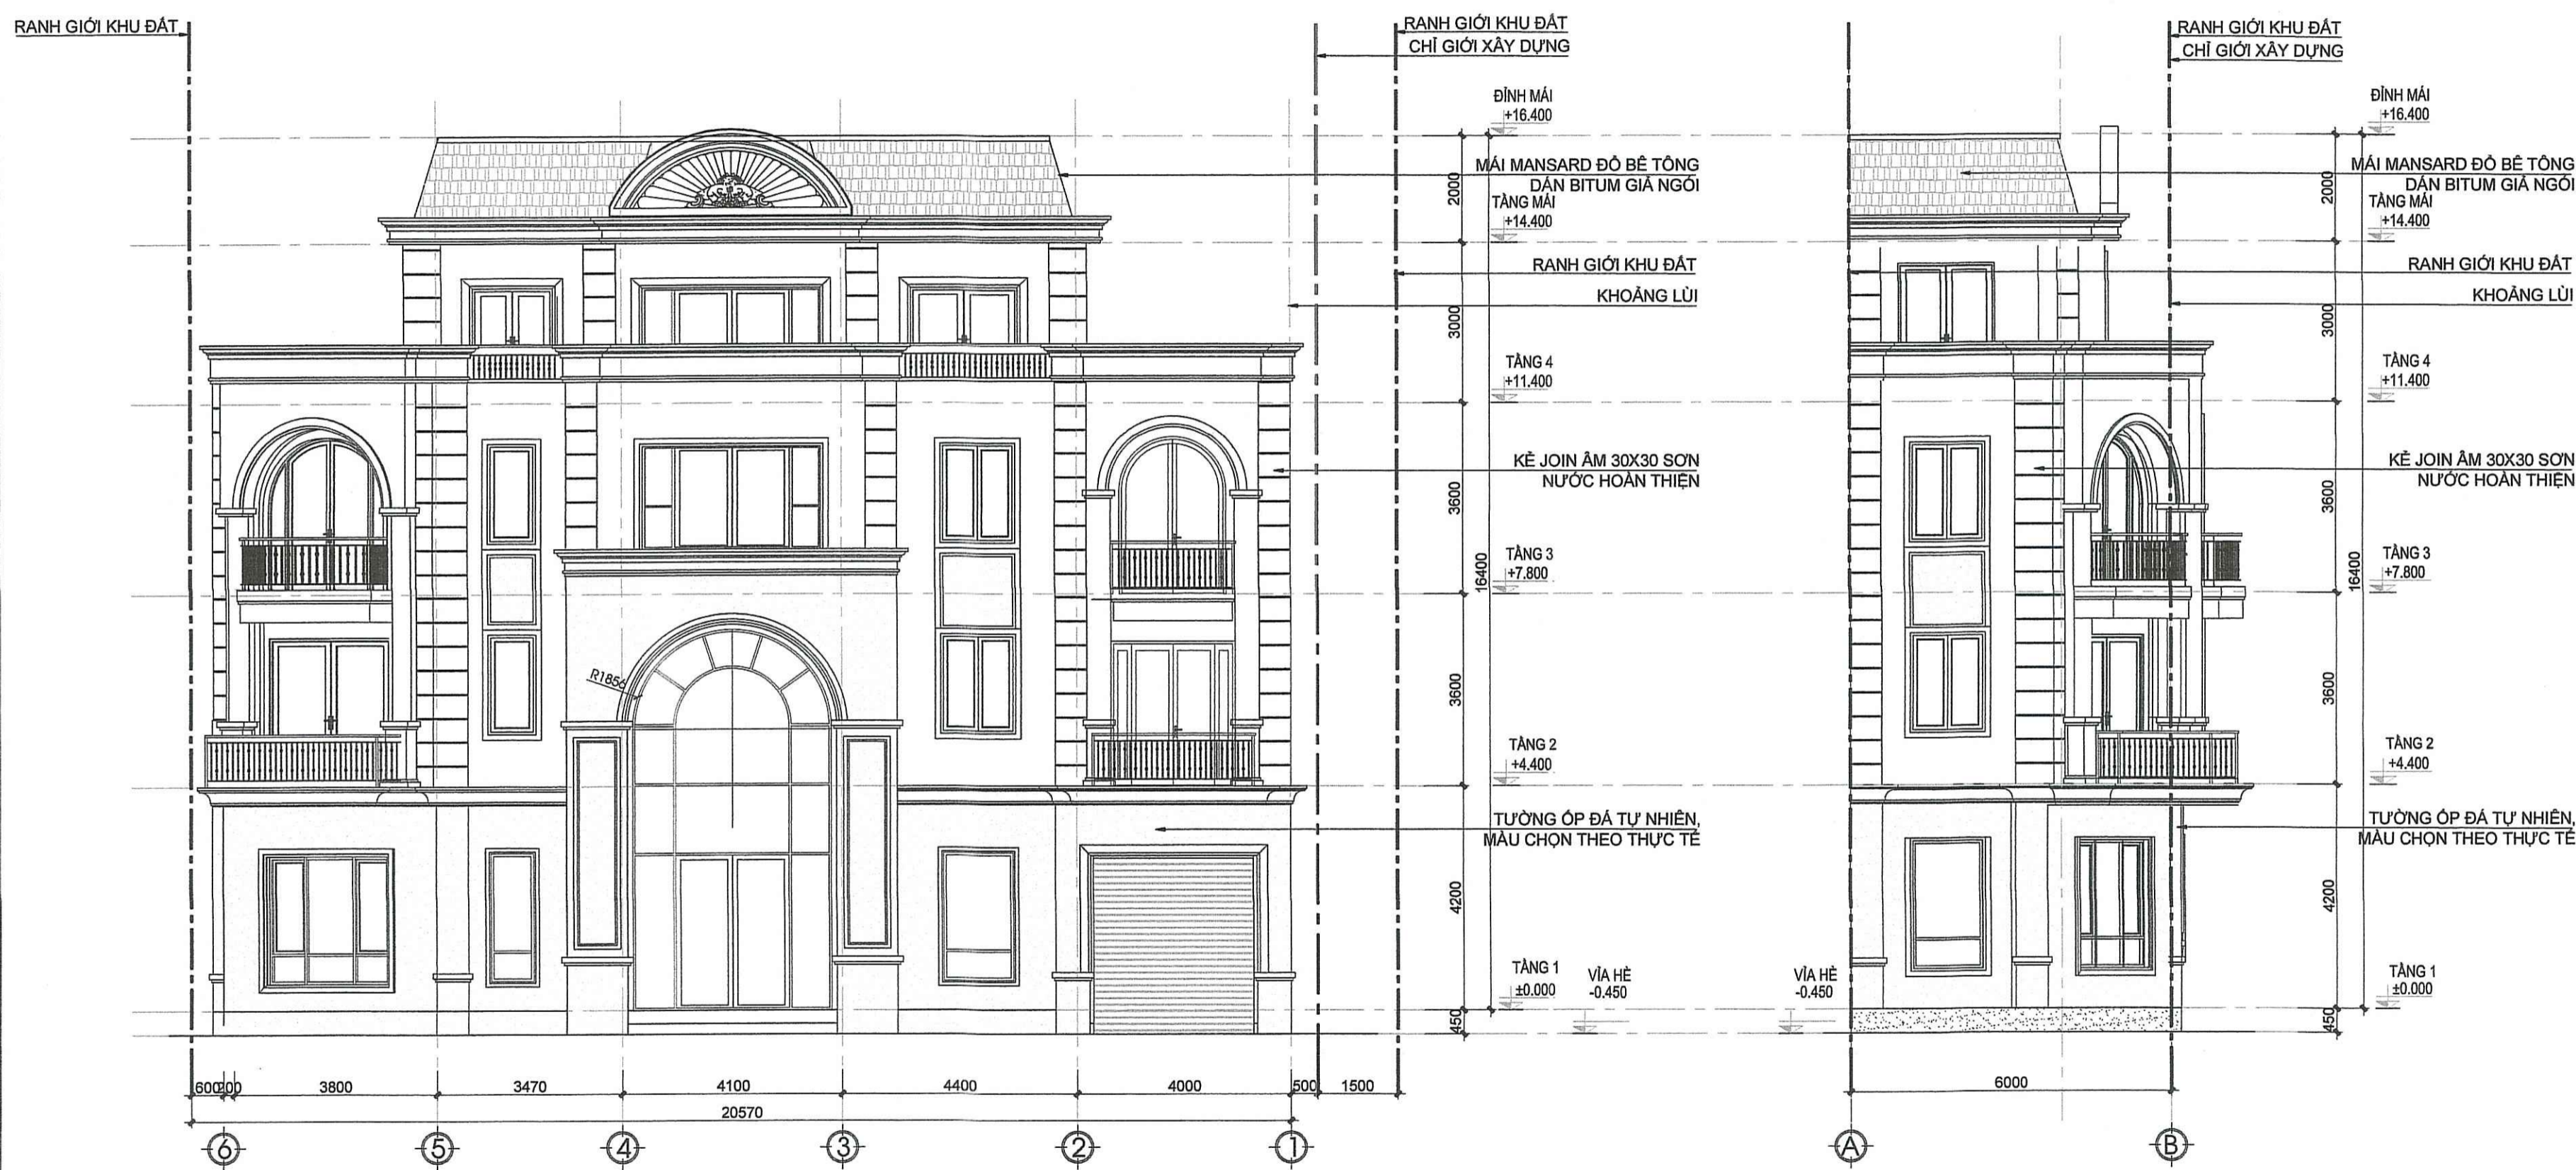 RANH GIỚI KHU ĐẤT
RANH GIỚI KHU ĐẤT
CHỈ GIỚI XÂY DỰNG
ĐỈNH MÁI
+16.400
MÁI MANSARD ĐỔ BÊ TÔNG
DÁN BITUM GIẢ NGÓI
TẦNG MÁI
+14.400
RANH GIỚI KHU ĐẤT
KHOẢNG LÙI
TẦNG 4
+11.400
KẺ JOIN ÂM 30X30 SƠN
NƯỚC HOÀN THIỆN
TẦNG 3
+7.800
TẦNG 2
+4.400
TƯỜNG ỐP ĐÁ TỰ NHIÊN,
MÀU CHỌN THEO THỰC TẾ
TẦNG 1
±0.000
VỈA HÈ
-0.450
2000
3000
3600
3600
4200
450
16400
R1856
600
200
3800
3470
4100
4400
4000
500
1500
20570
6
5
4
3
2
1
RANH GIỚI KHU ĐẤT
CHỈ GIỚI XÂY DỰNG
ĐỈNH MÁI
+16.400
MÁI MANSARD ĐỔ BÊ TÔNG
DÁN BITUM GIẢ NGÓI
TẦNG MÁI
+14.400
RANH GIỚI KHU ĐẤT
KHOẢNG LÙI
TẦNG 4
+11.400
KẺ JOIN ÂM 30X30 SƠN
NƯỚC HOÀN THIỆN
TẦNG 3
+7.800
TẦNG 2
+4.400
TƯỜNG ỐP ĐÁ TỰ NHIÊN,
MÀU CHỌN THEO THỰC TẾ
TẦNG 1
±0.000
VỈA HÈ
-0.450
2000
3000
3600
3600
4200
450
16400
6000
A
B